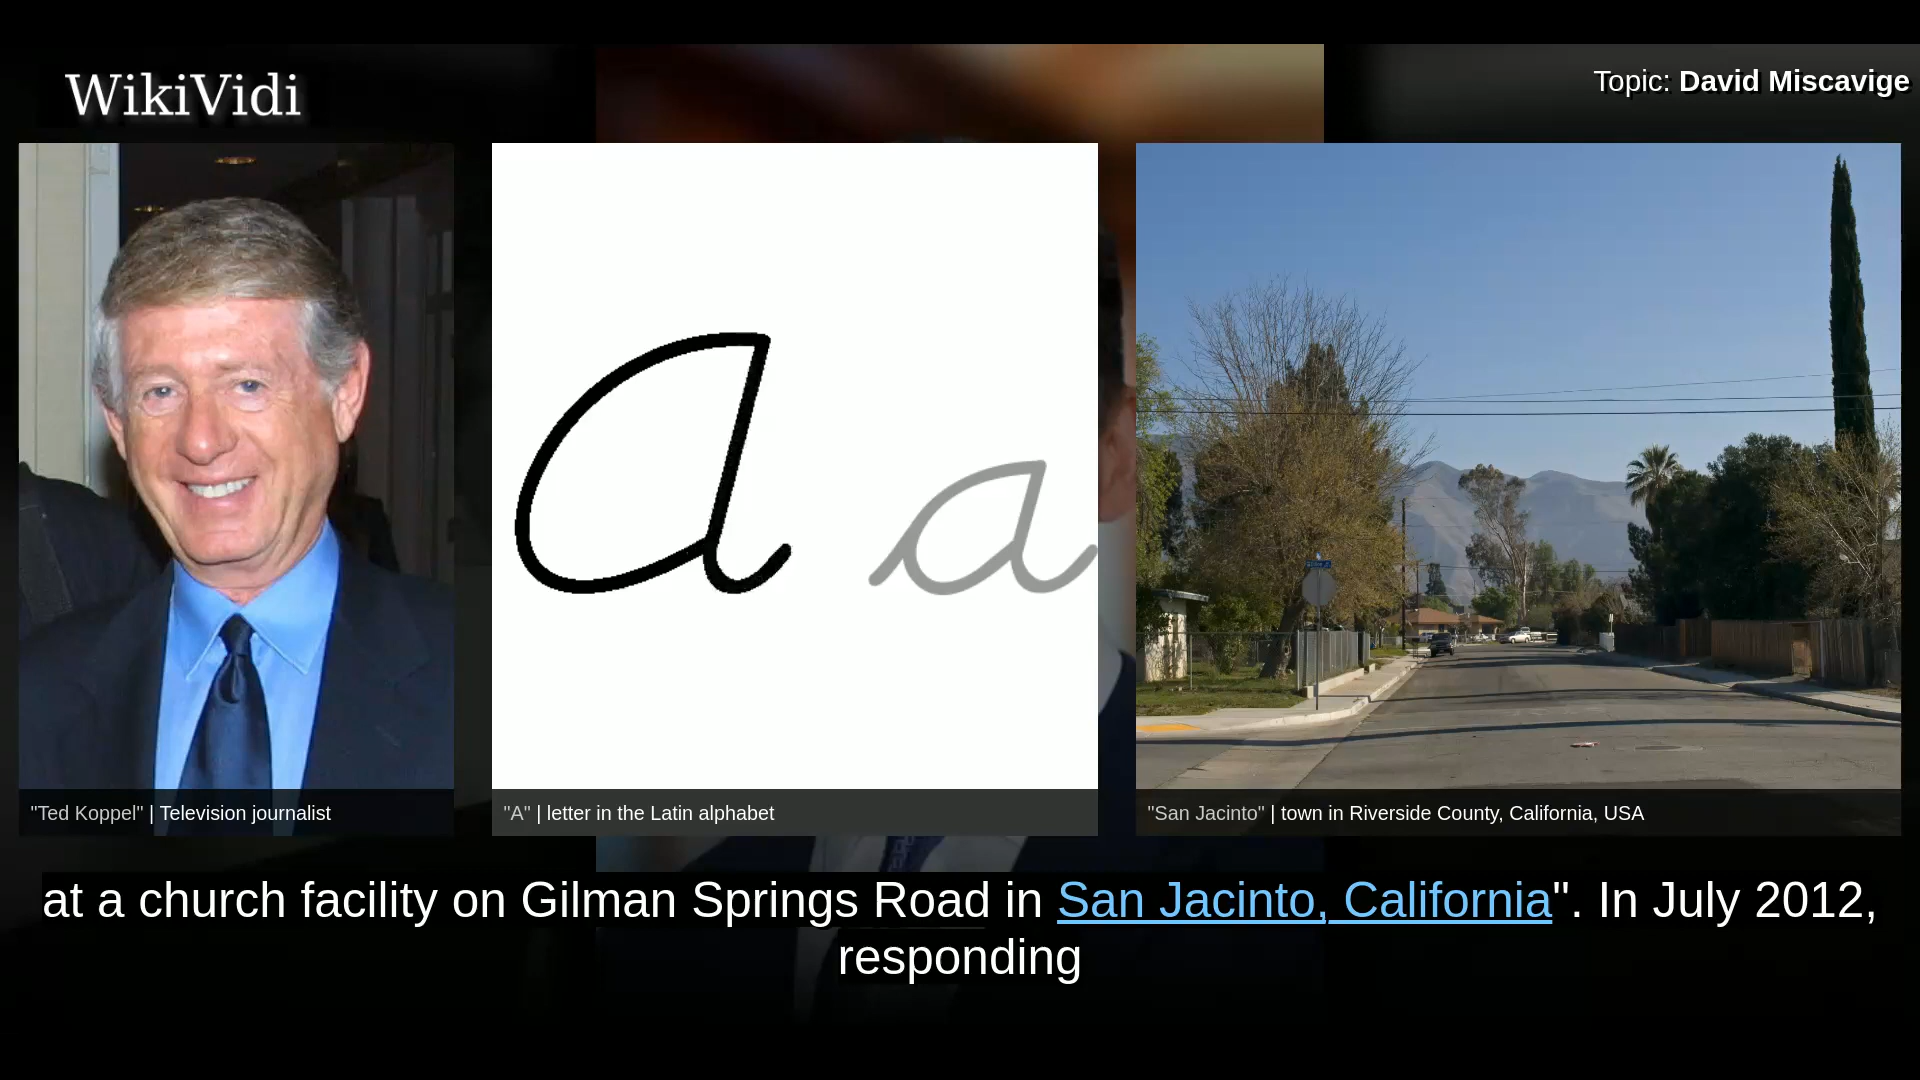 WikiVidi
Topic: David Miscavige
a a
"Ted Koppel" | Television journalist
"A" | letter in the Latin alphabet
"San Jacinto" | town in Riverside County, California, USA
at a church facility on Gilman Springs Road in San Jacinto, California". In July 2012,
responding